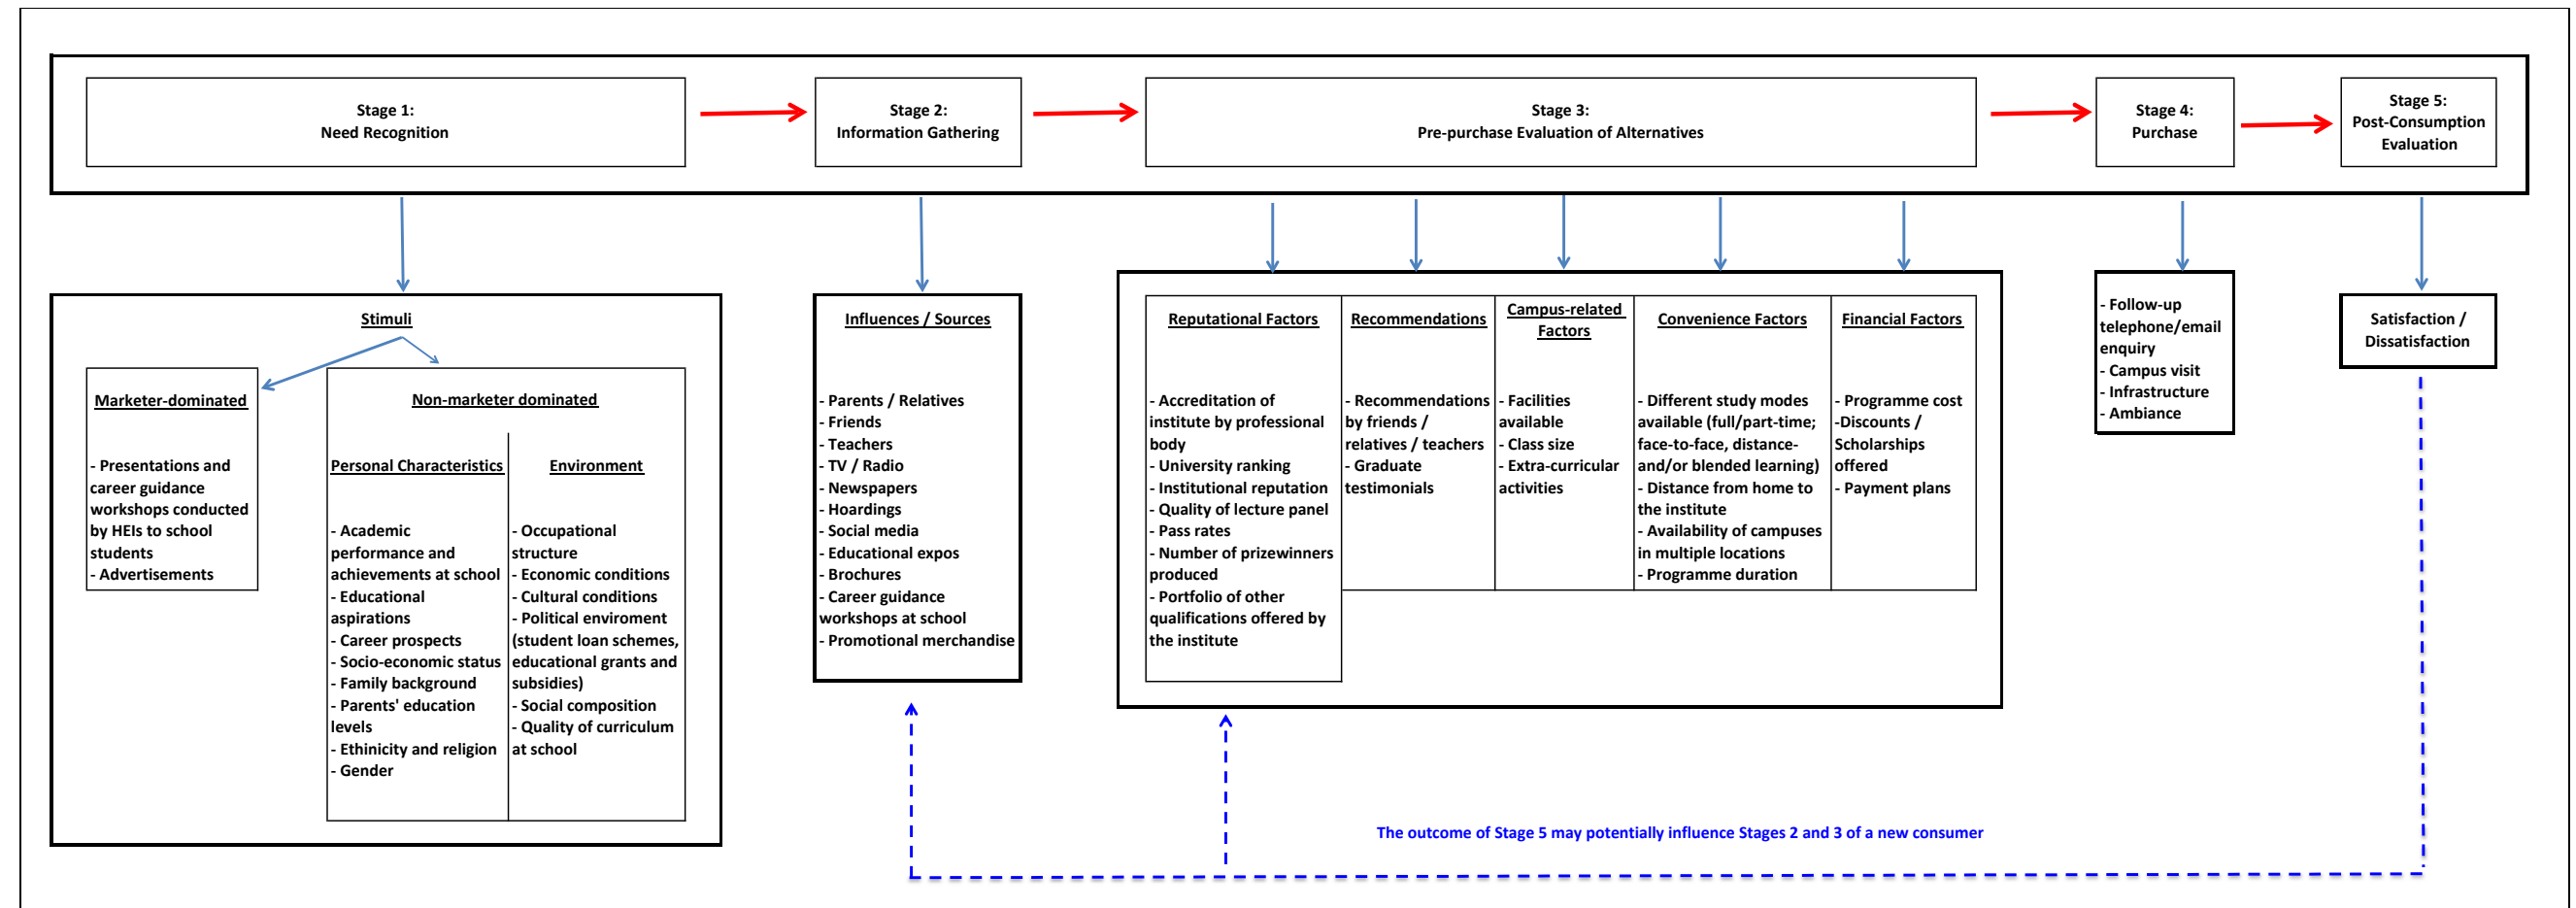 Stage 1:
Need Recognition
Stage 2:
Information Gathering
Stage 3:
Pre-purchase Evaluation of Alternatives
Stage 4:
Purchase
Stage 5:
Post-Consumption
Evaluation
Stimuli
Marketer-dominated
- Presentations and
career guidance
workshops conducted
by HEIs to school
students
- Advertisements
Non-marketer dominated
Personal Characteristics
- Academic
performance and
achievements at school
- Educational
aspirations
- Career prospects
- Socio-economic status
- Family background
- Parents' education
levels
- Ethinicity and religion
- Gender
Environment
- Occupational
structure
- Economic conditions
- Cultural conditions
- Political enviroment
(student loan schemes,
educational grants and
subsidies)
- Social composition
- Quality of curriculum
at school
Influences / Sources
- Parents / Relatives
- Friends
- Teachers
- TV / Radio
- Newspapers
- Hoardings
- Social media
- Educational expos
- Brochures
- Career guidance
workshops at school
- Promotional merchandise
Reputational Factors
- Accreditation of
institute by professional
body
- University ranking
- Institutional reputation
- Quality of lecture panel
- Pass rates
- Number of prizewinners
produced
- Portfolio of other
qualifications offered by
the institute
Recommendations
- Recommendations
by friends /
relatives / teachers
- Graduate
testimonials
Campus-related
Factors
- Facilities
available
- Class size
- Extra-curricular
activities
Convenience Factors
- Different study modes
available (full/part-time;
face-to-face, distance-
and/or blended learning)
- Distance from home to
the institute
- Availability of campuses
in multiple locations
- Programme duration
Financial Factors
- Programme cost
-Discounts /
Scholarships
offered
- Payment plans
- Follow-up
telephone/email
enquiry
- Campus visit
- Infrastructure
- Ambiance
Satisfaction /
Dissatisfaction
The outcome of Stage 5 may potentially influence Stages 2 and 3 of a new consumer